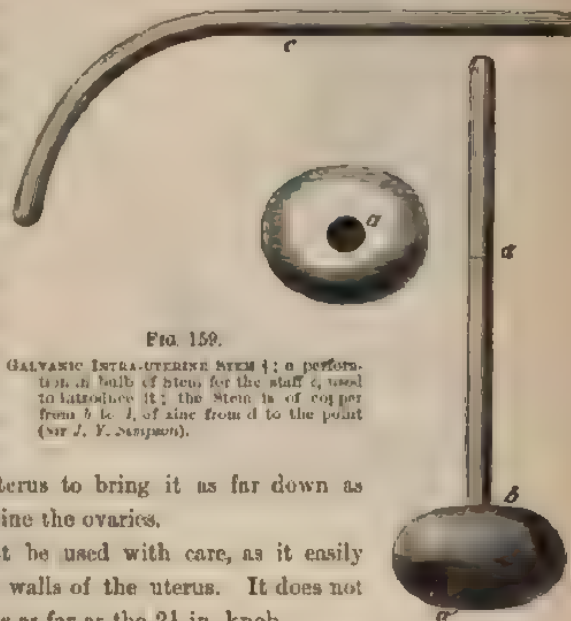 c
a
d
FIG. 159.
GALVANIC INTRA-UTERINE STEM ½; a perfora-
tion in bulb of Stem for the staff c, used
to introduce it; the Stem is of copper
from b to d, of zinc from d to the point
(Sir J. Y. Simpson).
terus to bring it as far down as
ine the ovaries.
b
t be used with care, as it easily
walls of the uterus. It does not
as far as the 2½ in. knob
a